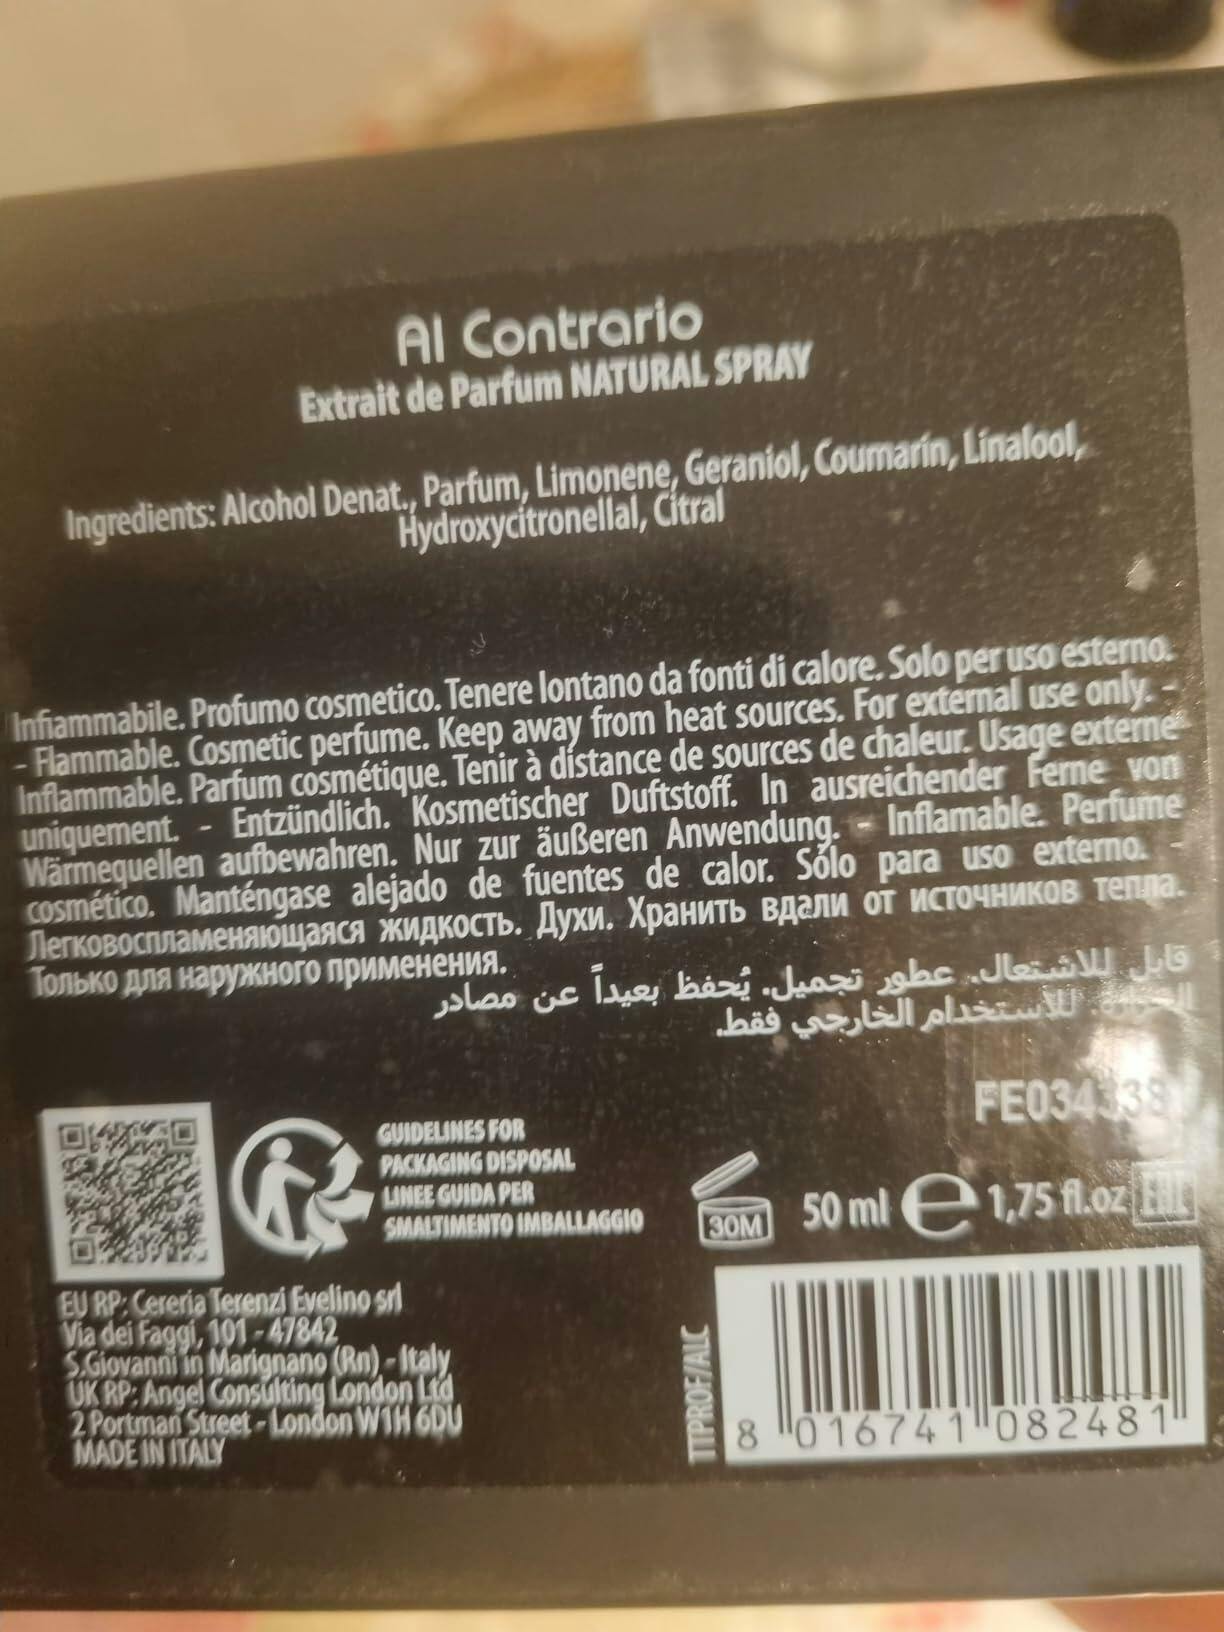 Al Contrario
Extrait de Parfum NATURAL SPRAY
Ingredients: Alcohol Denat., Parfum, Limonene, Geraniol, Coumarin, Linalool,
Hydroxycitronellal, Citral
Infiammabile. Profumo cosmetico. Tenere lontano da fonti di calore. Solo per uso esterno.
- Flammable. Cosmetic perfume. Keep away from heat sources. For external use only. -
Inflammable. Parfum cosmétique. Tenir à distance de sources de chaleur. Usage externe
uniquement. - Entzündlich. Kosmetischer Duftstoff. In ausreichender Ferne von
Wärmequellen aufbewahren. Nur zur äußeren Anwendung. - Inflamable. Perfume
cosmético. Manténgase alejado de fuentes de calor. Sólo para uso externo. -
Легковоспламеняющаяся жидкость. Духи. Хранить вдали от источников тепла.
Только для наружного применения.
قابل للاشتعال. عطور تجميل. يُحفظ بعيداً عن مصادر
للاستخدام الخارجي فقط.
GUIDELINES FOR
PACKAGING DISPOSAL
LINEE GUIDA PER
SMALTIMENTO IMBALLAGGIO
30M
50 ml e 1,75 fl.oz EAC
EU RP: Cereria Terenzi Evelino srl
Via dei Faggi, 101 - 47842
S.Giovanni in Marignano (Rn) - Italy
UK RP: Angel Consulting London Ltd
2 Portman Street - London W1H 6DU
MADE IN ITALY
TTPROF/ALC
8 016741 082481